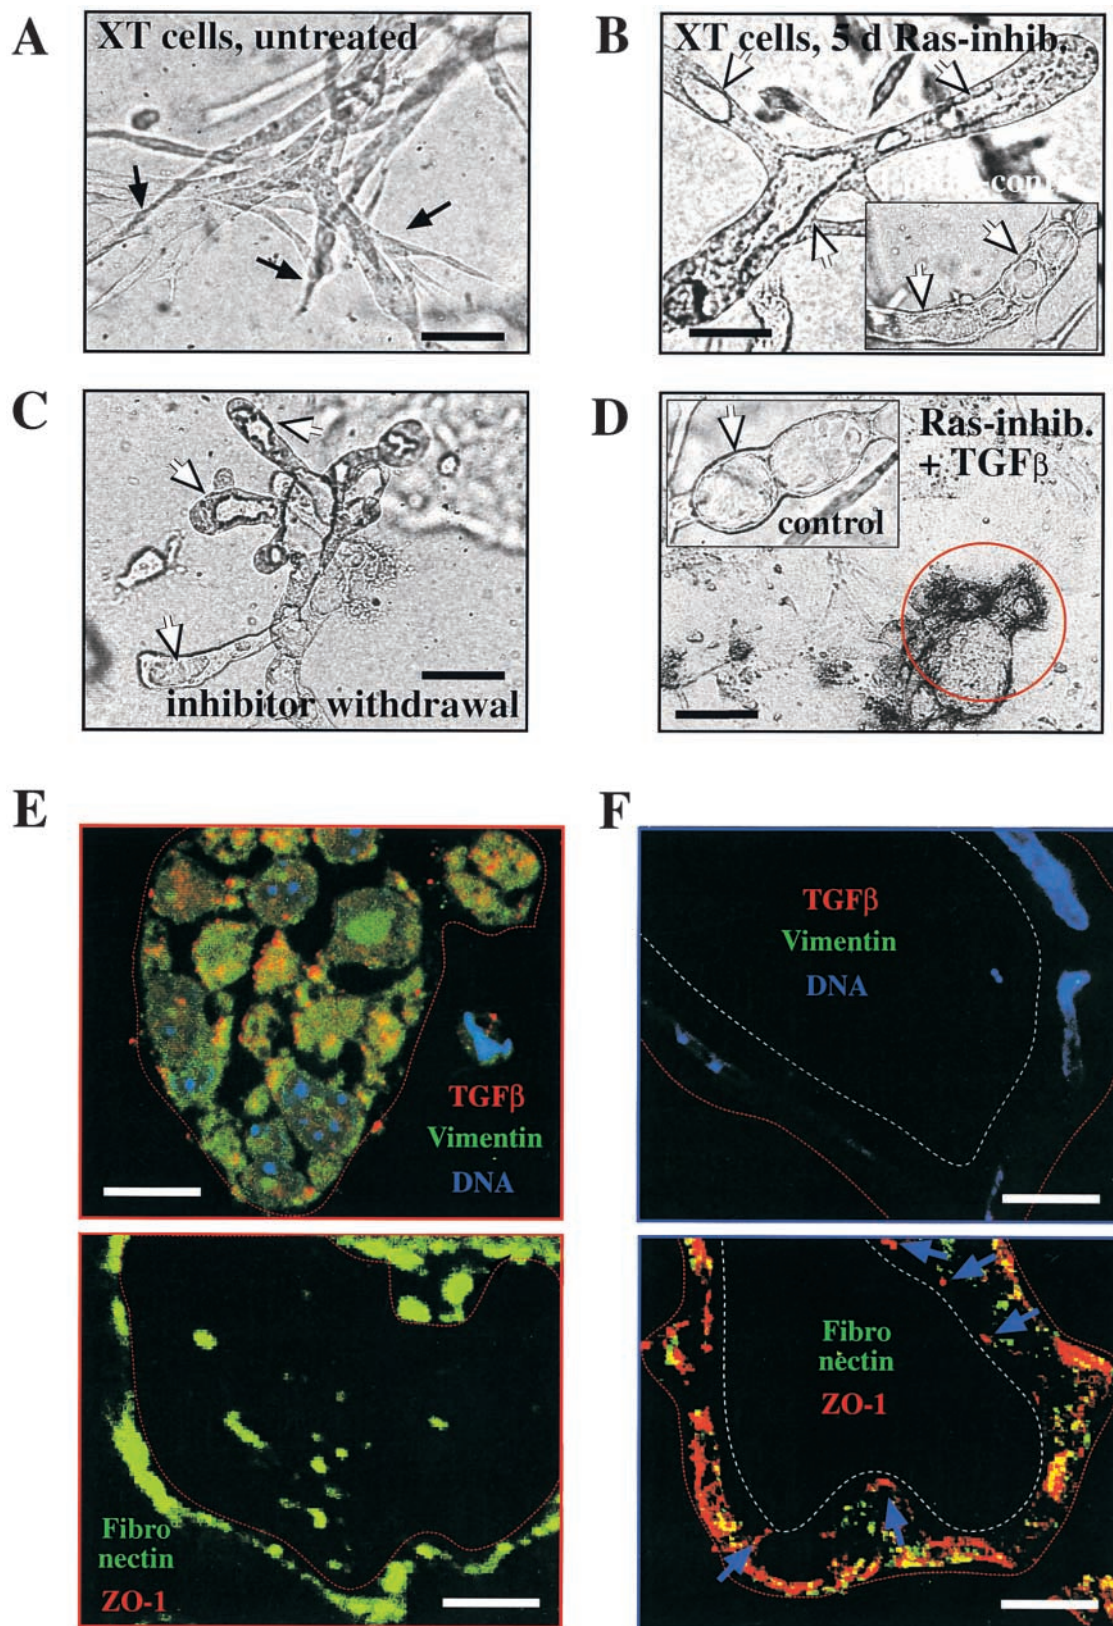 A
XT cells, untreated
B
XT cells, 5 d Ras-inhib.
C
inhibitor withdrawal
D
Ras-inhib.
+ TGFβ
control
E
TGFβ
Vimentin
DNA
Fibro
nectin
ZO-1
F
TGFβ
Vimentin
DNA
Fibro
nectin
ZO-1